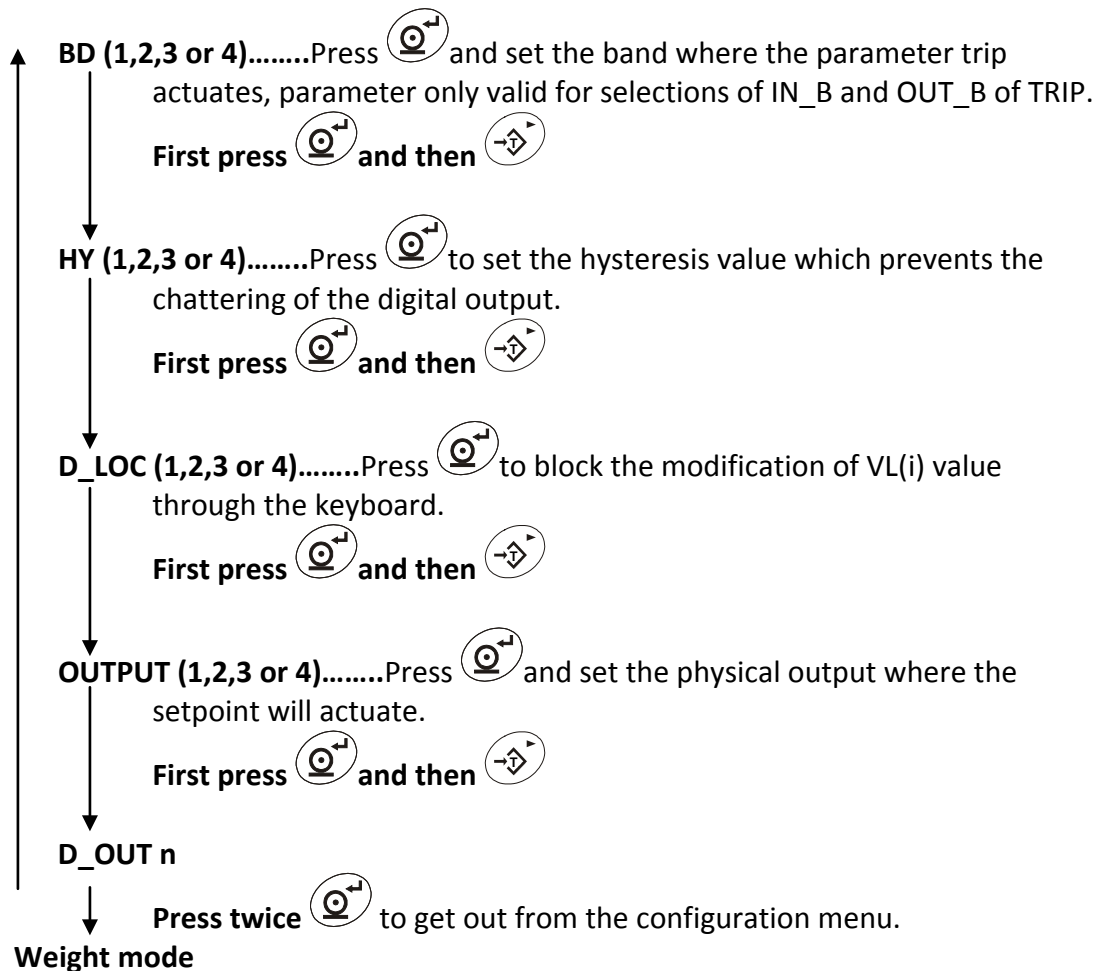 BD (1,2,3 or 4)……..Press and set the band where the parameter trip
actuates, parameter only valid for selections of IN_B and OUT_B of TRIP.
First press and then T
HY (1,2,3 or 4)……..Press to set the hysteresis value which prevents the
chattering of the digital output.
First press and then T
D_LOC (1,2,3 or 4)……..Press to block the modification of VL(i) value
through the keyboard.
First press and then T
OUTPUT (1,2,3 or 4)……..Press and set the physical output where the
setpoint will actuate.
First press and then T
D_OUT n
Press twice to get out from the configuration menu.
Weight mode